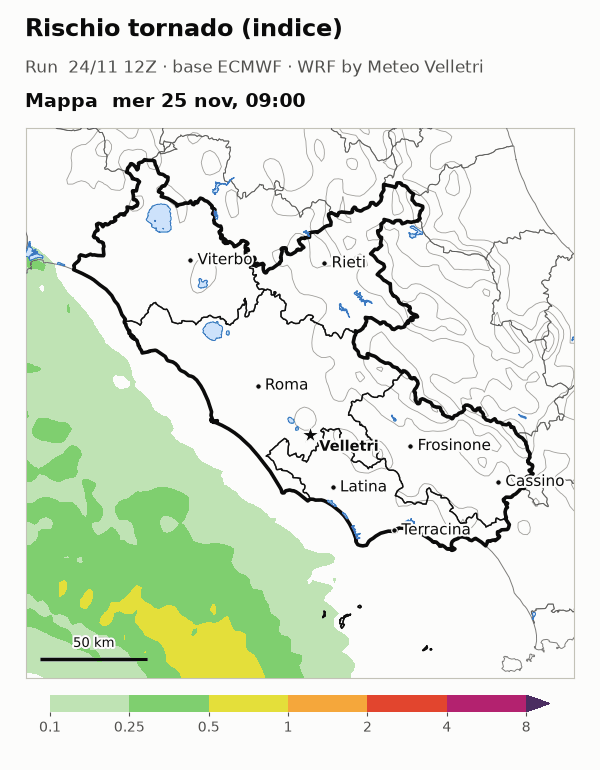 Rischio tornado (indice)
Run  24/11 12Z · base ECMWF · WRF by Meteo Velletri
Mappa  mer 25 nov, 09:00
Viterbo
Rieti
Roma
Velletri
Frosinone
Cassino
Latina
Terracina
50 km
0.1 0.25 0.5 1 2 4 8